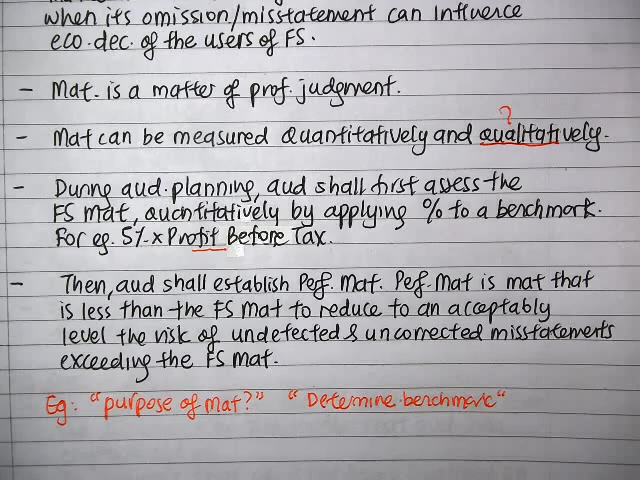 when its omission/misstatement can influence
eco.dec. of the users of FS.
- Mat. is a matter of prof. judgment.
?
- Mat can be measured Quantitatively and qualitatively.
- During aud. planning, aud shall first assess the
FS mat, quantitatively by applying % to a benchmark.
For eg. 5% x Profit Before Tax.
- Then, aud shall establish Pef. Mat. Pef. Mat is mat that
is less than the FS mat to reduce to an acceptably
level the risk of undetected & uncorrected misstatements
exceeding the FS mat.
Eg: "purpose of mat?" "Determine benchmark"